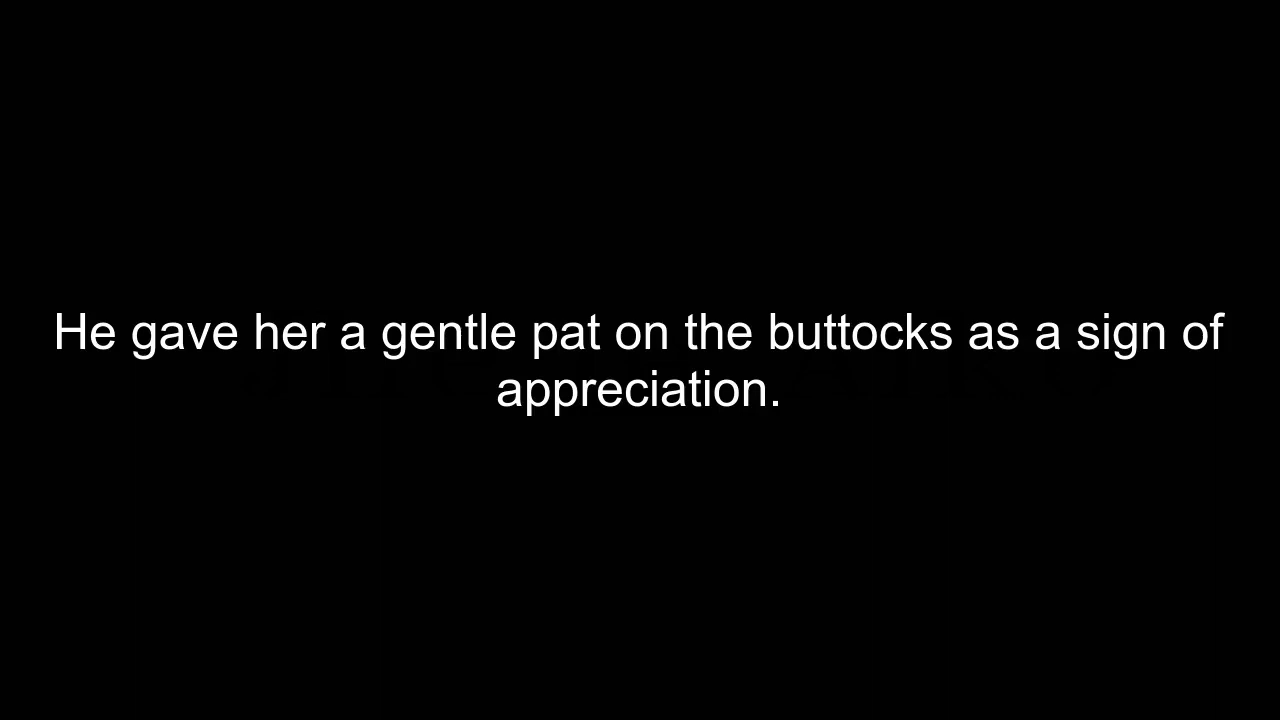 He gave her a gentle pat on the buttocks as a sign of
appreciation.